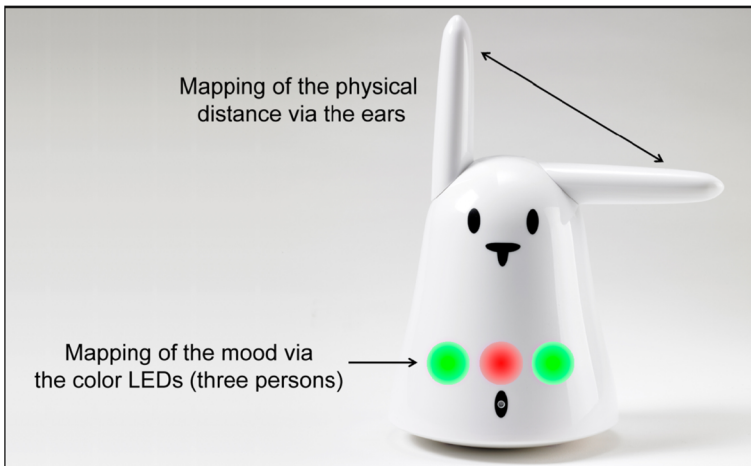 Mapping of the physical
distance via the ears
Mapping of the mood via
the color LEDs (three persons)